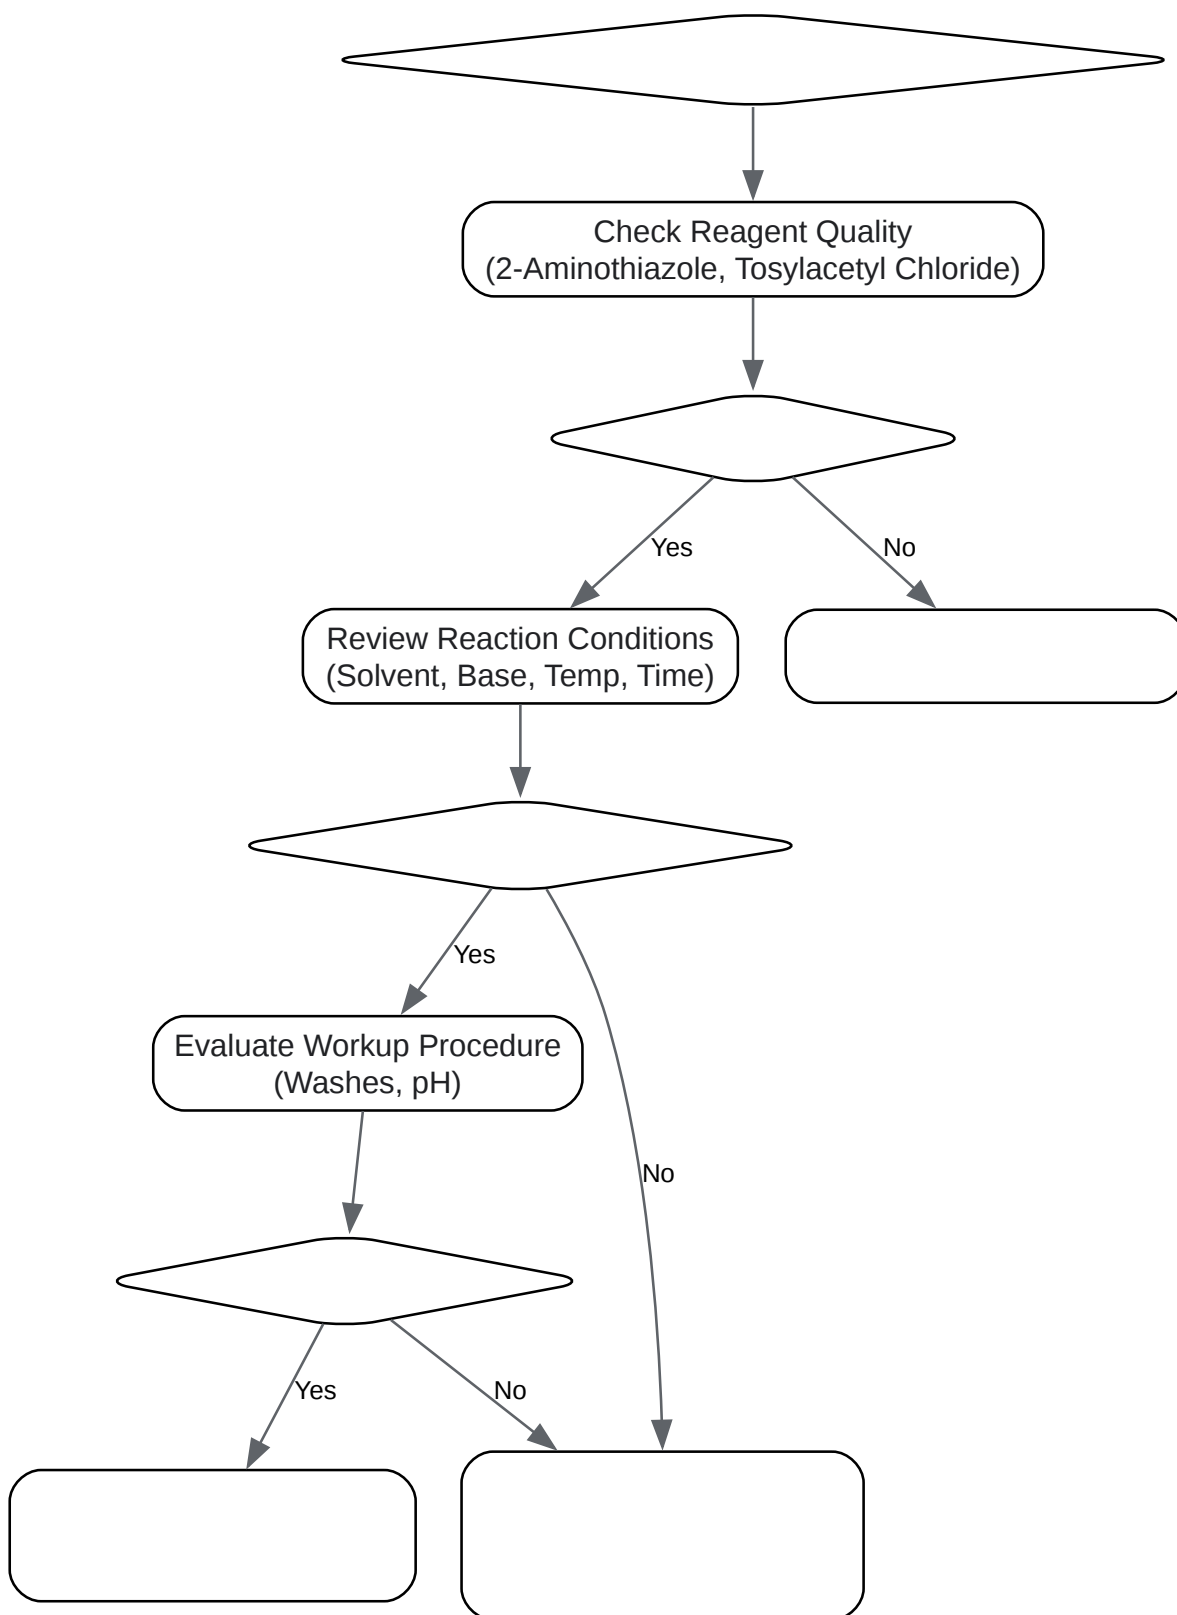 Check Reagent Quality
(2-Aminothiazole, Tosylacetyl Chloride)
Yes
No
Review Reaction Conditions
(Solvent, Base, Temp, Time)
Yes
Evaluate Workup Procedure
(Washes, pH)
No
Yes
No